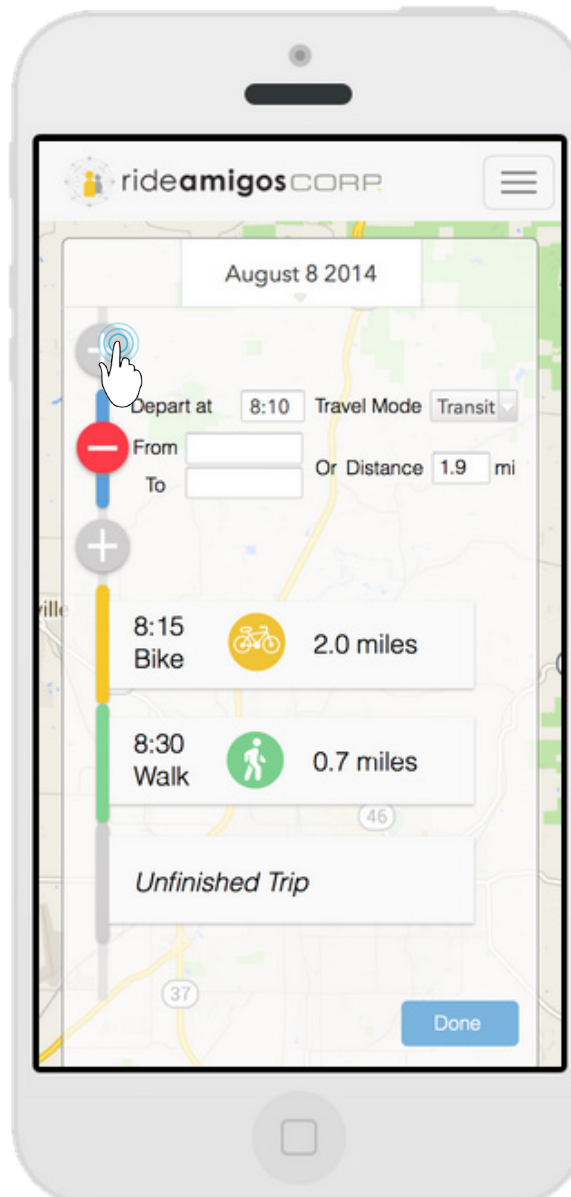 rideamigos CORP.
August 8 2014
Depart at 8:10 Travel Mode Transit
From
Or Distance 1.9 mi
To
ville
8:15
Bike
2.0 miles
8:30
Walk
0.7 miles
46
Unfinished Trip
37
Done